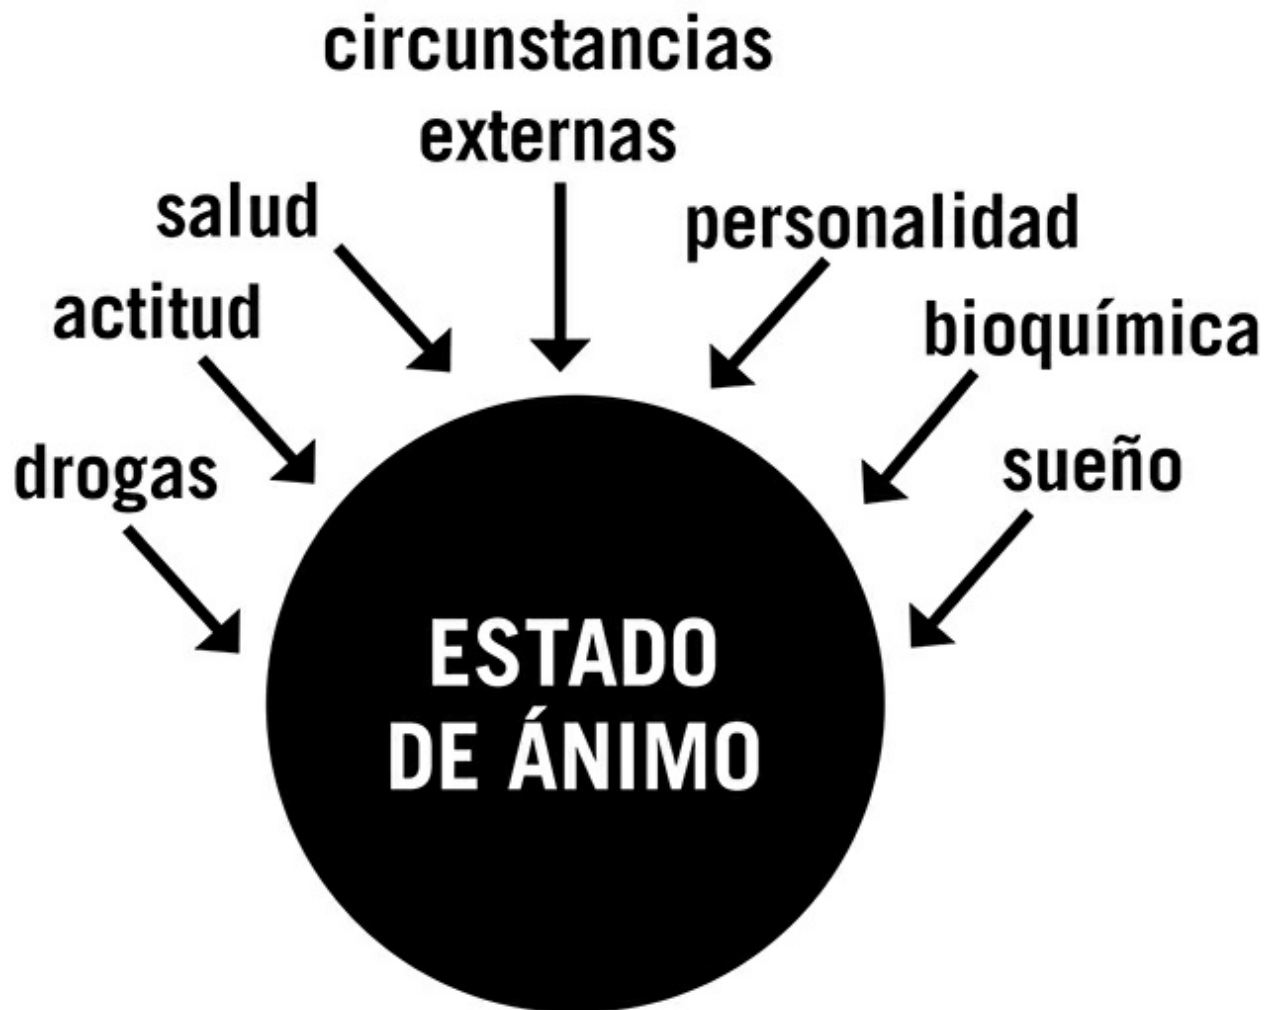 circunstancias
externas
salud
personalidad
actitud
bioquímica
drogas
sueño
ESTADO
DE ÁNIMO